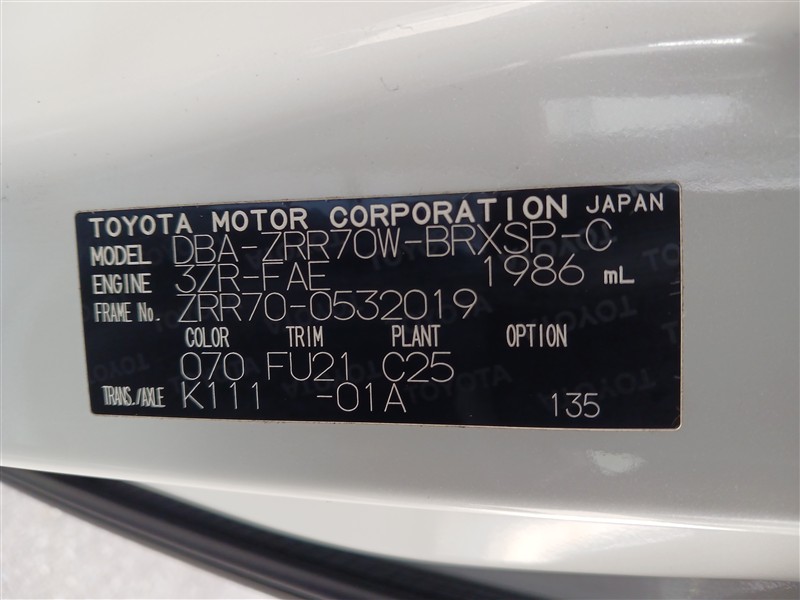 TOYOTA MOTOR CORPORATION JAPAN
MODEL DBA-ZRR70W-BRXSP-C
ENGINE 3ZR-FAE 1986 mL
FRAME No. ZRR70-0532019
COLOR TRIM PLANT OPTION
070 FU21 C25
TRANS./AXLE K111 -01A 135